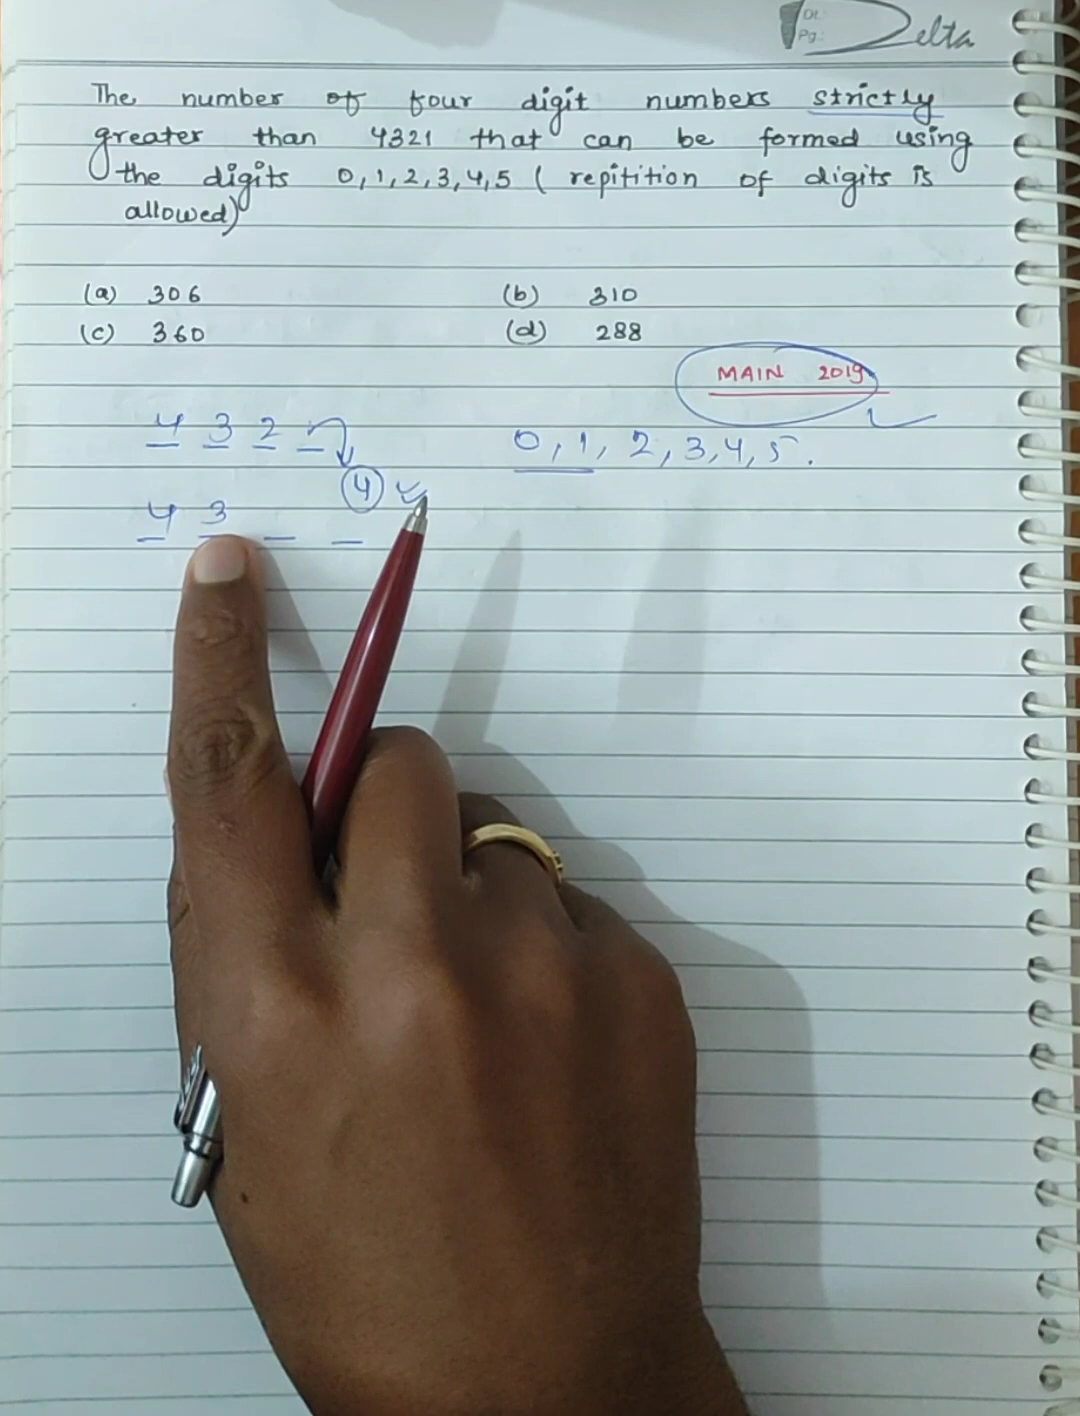 Dt.
Pg.:
Delta
The number of four digit numbers strictly
greater than 4321 that can be formed using
the digits 0,1,2,3,4,5 ( repitition of digits is
allowed)
(a) 306 (b) 310
(c) 360 (d) 288
MAIN 2019
4 3 2 _ 0, 1, 2, 3, 4, 5.
4
4 3 _ _